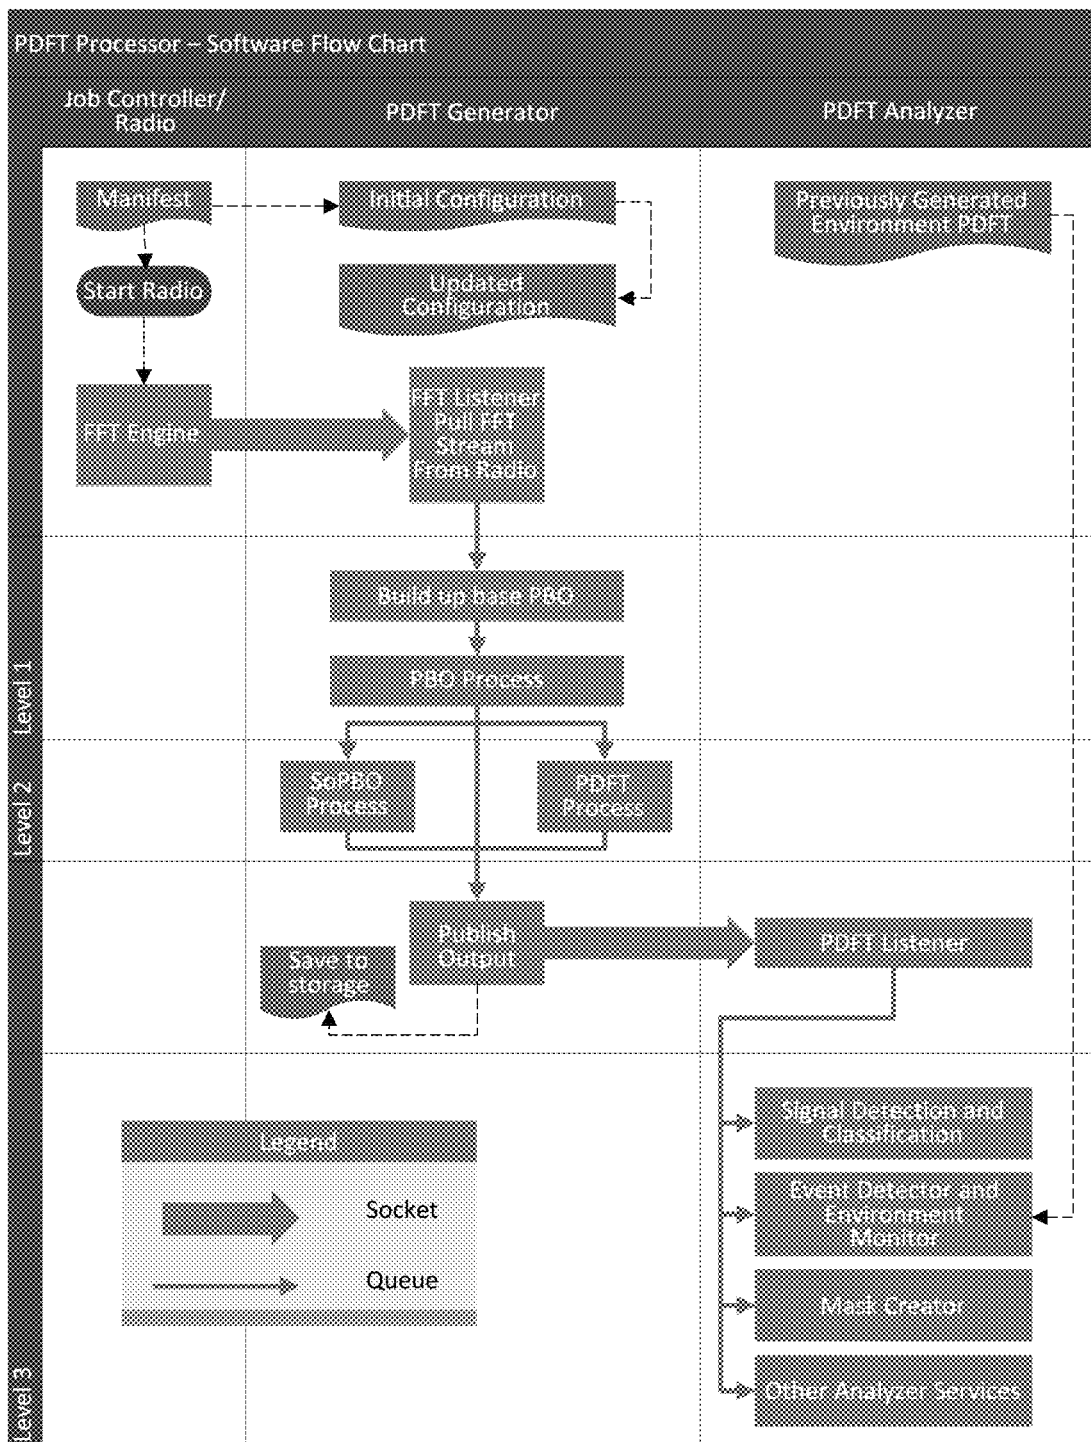 PDFT Processor – Software Flow Chart
Job Controller/
Radio
PDFT Generator
PDFT Analyzer
Manifest
Initial Configuration
Previously Generated
Environment PDFT
Start Radio
Updated
Configuration
FFT Engine
FFT Listener
Pull FFT
Stream
From Radio
Build up base PBO
PBO Process
Level 1
SoPBO
Process
PDFT
Process
Level 2
Publish
Output
PDFT Listener
Save to
storage
Signal Detection and
Classification
Legend
Socket
Queue
Event Detector and
Environment
Monitor
Mask Creator
Other Analyzer Services
Level 3